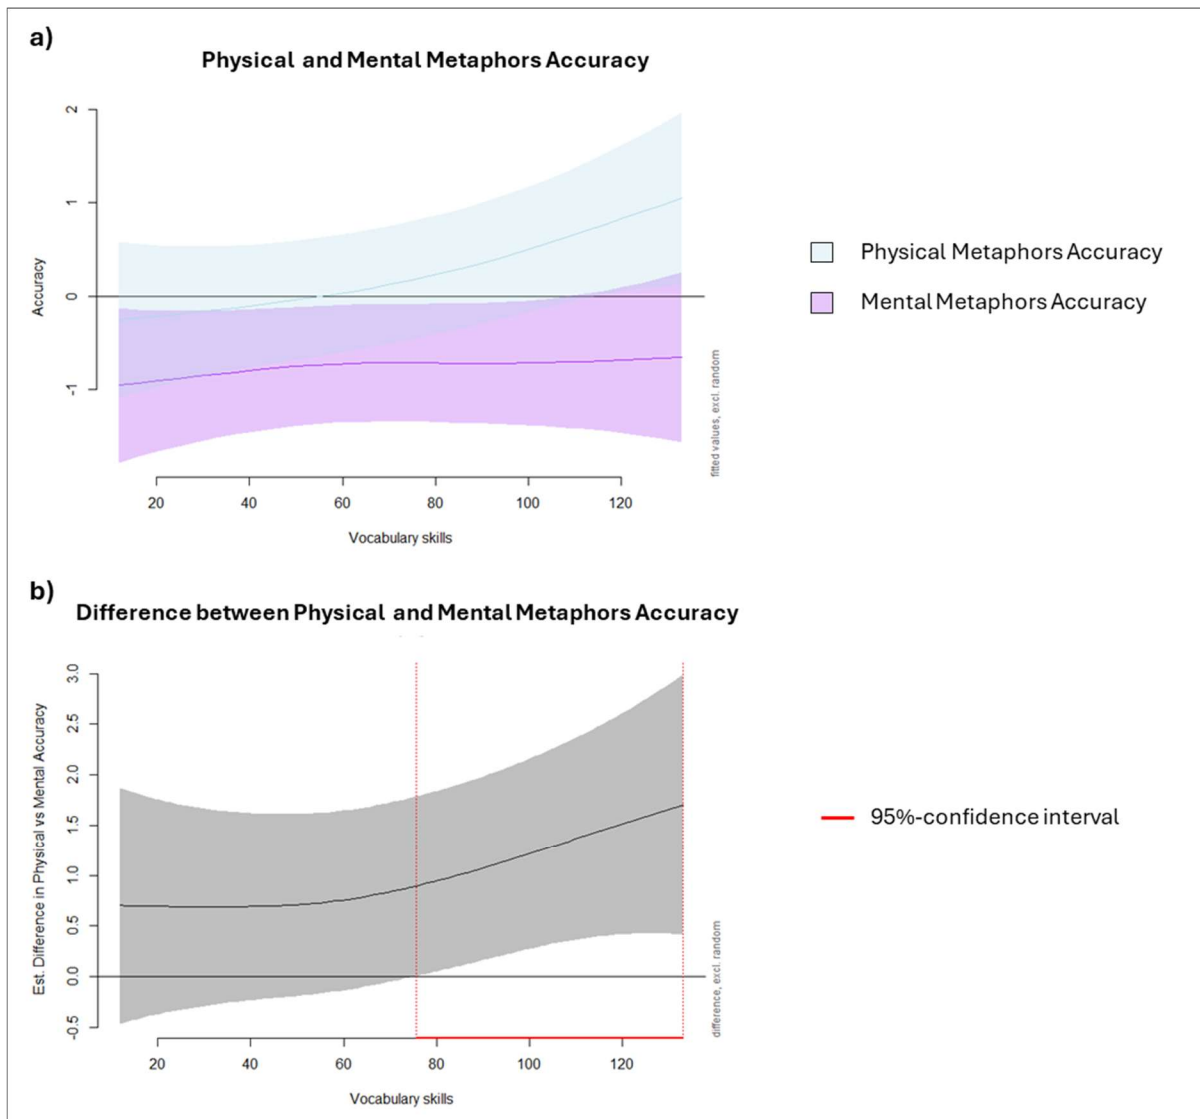 a)
Physical and Mental Metaphors Accuracy
2
1
0
-1
Accuracy
20 40 60 80 100 120
Vocabulary skills
fitted values, excl. random
Physical Metaphors Accuracy
Mental Metaphors Accuracy
b)
Difference between Physical and Mental Metaphors Accuracy
3.0
2.5
2.0
1.5
1.0
0.5
0.0
-0.5
Est. Difference in Physical vs Mental Accuracy
20 40 60 80 100 120
Vocabulary skills
difference, excl. random
95%-confidence interval